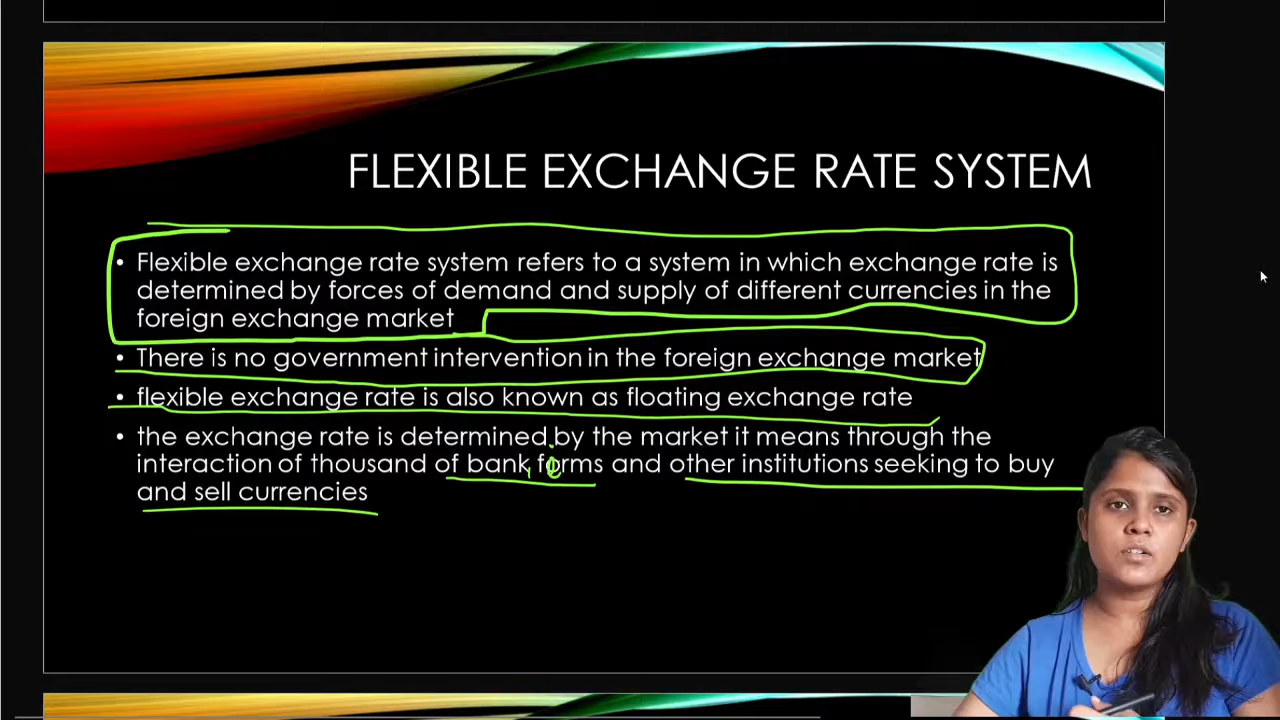 FLEXIBLE EXCHANGE RATE SYSTEM
• Flexible exchange rate system refers to a system in which exchange rate is
determined by forces of demand and supply of different currencies in the
foreign exchange market
• There is no government intervention in the foreign exchange market
• flexible exchange rate is also known as floating exchange rate
• the exchange rate is determined by the market it means through the
interaction of thousand of bank, forms and other institutions seeking to buy
and sell currencies